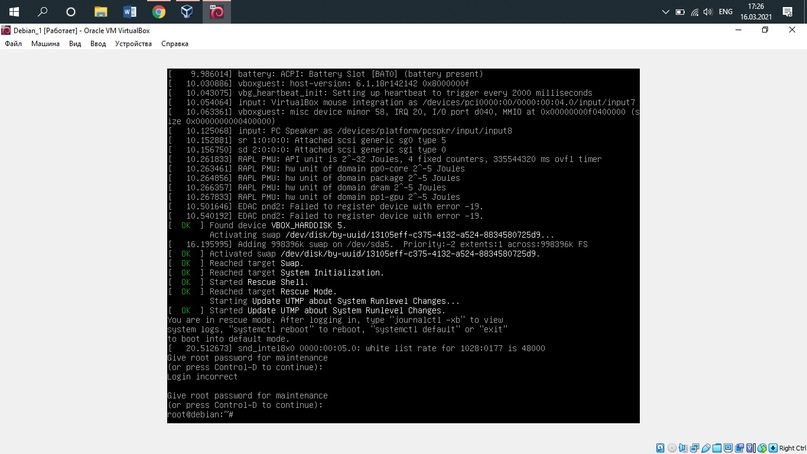 ENG
17:26
16.03.2021
Debian_1 [Работает] - Oracle VM VirtualBox
Файл Машина Вид Ввод Устройства Справка
[    9.986014] battery: ACPI: Battery Slot [BAT0] (battery present)
[   10.030886] vboxguest: host-version: 6.1.18r142142 0x8000000f
[   10.043075] vbg_heartbeat_init: Setting up heartbeat to trigger every 2000 milliseconds
[   10.054064] input: VirtualBox mouse integration as /devices/pci0000:00/0000:00:04.0/input/input7
[   10.063361] vboxguest: misc device minor 58, IRQ 20, I/O port d040, MMIO at 0x00000000f0400000 (s
ize 0x0000000000400000)
[   10.125068] input: PC Speaker as /devices/platform/pcspkr/input/input8
[   10.152881] sr 1:0:0:0: Attached scsi generic sg0 type 5
[   10.156750] sd 2:0:0:0: Attached scsi generic sg1 type 0
[   10.261833] RAPL PMU: API unit is 2^-32 Joules, 4 fixed counters, 335544320 ms ovfl timer
[   10.263461] RAPL PMU: hw unit of domain pp0-core 2^-5 Joules
[   10.264856] RAPL PMU: hw unit of domain package 2^-5 Joules
[   10.266357] RAPL PMU: hw unit of domain dram 2^-5 Joules
[   10.267833] RAPL PMU: hw unit of domain pp1-gpu 2^-5 Joules
[   10.501646] EDAC pnd2: Failed to register device with error -19.
[   10.540192] EDAC pnd2: Failed to register device with error -19.
[  OK  ] Found device VBOX_HARDDISK 5.
         Activating swap /dev/disk/by-uuid/13105eff-c375-4132-a524-8834580725d9...
[   16.195995] Adding 998396k swap on /dev/sda5.  Priority:-2 extents:1 across:998396k FS
[  OK  ] Activated swap /dev/disk/by-uuid/13105eff-c375-4132-a524-8834580725d9.
[  OK  ] Reached target Swap.
[  OK  ] Reached target System Initialization.
[  OK  ] Started Rescue Shell.
[  OK  ] Reached target Rescue Mode.
         Starting Update UTMP about System Runlevel Changes...
[  OK  ] Started Update UTMP about System Runlevel Changes.
You are in rescue mode. After logging in, type "journalctl -xb" to view
system logs, "systemctl reboot" to reboot, "systemctl default" or "exit"
to boot into default mode.
[   20.512673] snd_intel8x0 0000:00:05.0: white list rate for 1028:0177 is 48000
Give root password for maintenance
(or press Control-D to continue):
Login incorrect
Give root password for maintenance
(or press Control-D to continue):
root@debian:~#
Right Ctrl